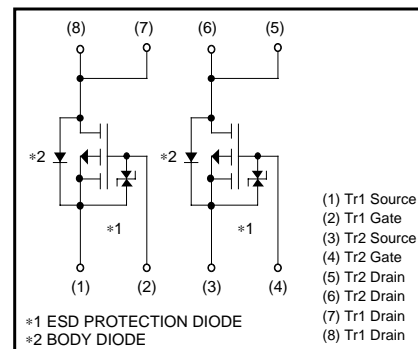 (8) (7) (6) (5)
∗2 ∗2
∗1 ∗1
(1) (2) (3) (4)
(1) Tr1 Source
(2) Tr1 Gate
(3) Tr2 Source
(4) Tr2 Gate
(5) Tr2 Drain
(6) Tr2 Drain
(7) Tr1 Drain
(8) Tr1 Drain
∗1 ESD PROTECTION DIODE
∗2 BODY DIODE